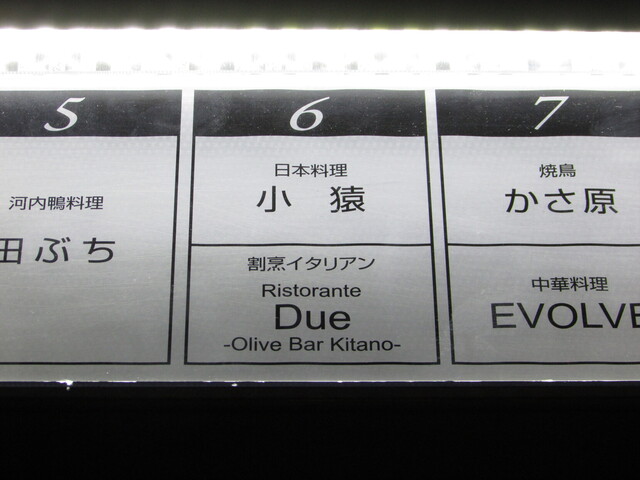 5
河内鴨料理
田ぶち
6
日本料理
小 猿
割烹イタリアン
Ristorante
Due
-Olive Bar Kitano-
7
焼鳥
かさ原
中華料理
EVOLVE